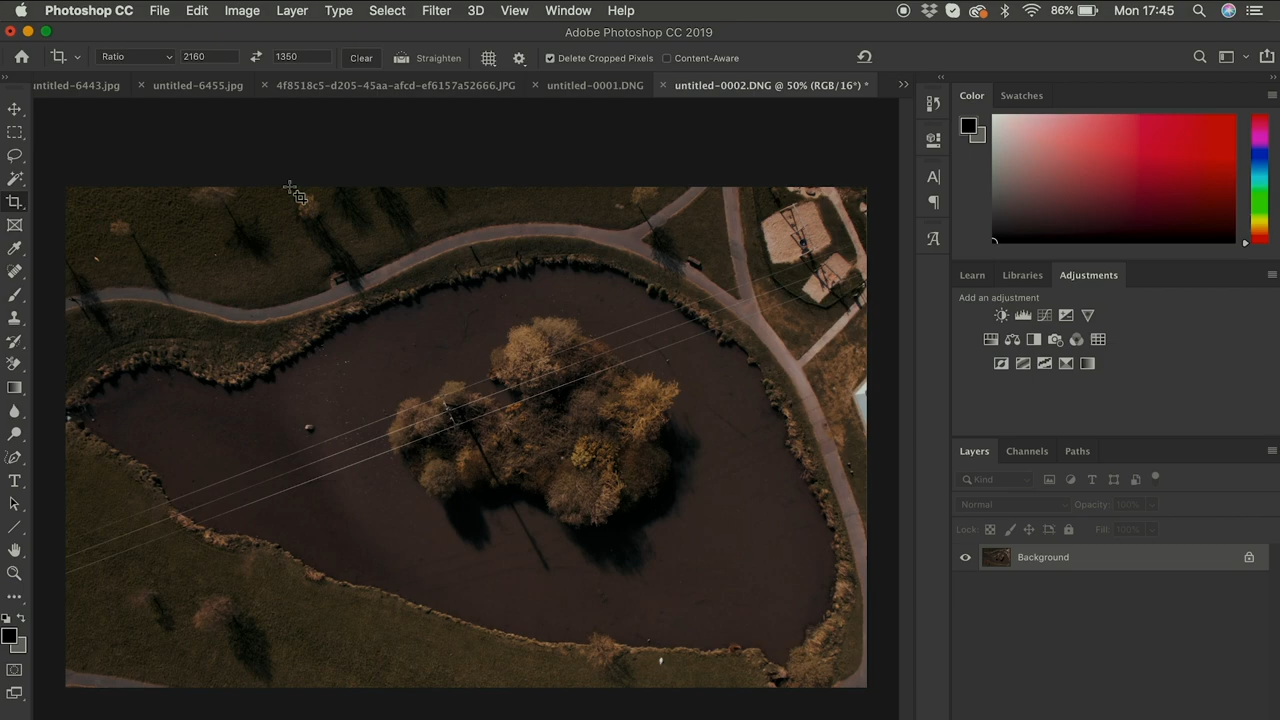 Photoshop CC File Edit Image Layer Type Select Filter 3D View Window Help 86% Mon 17:45
Adobe Photoshop CC 2019
Ratio 2160 1350 Clear Straighten Delete Cropped Pixels Content-Aware
untitled-6443.jpg untitled-6455.jpg 4f8518c5-d205-45aa-afcd-ef6157a52666.JPG untitled-0001.DNG untitled-0002.DNG @ 50% (RGB/16*) *
Color Swatches
Learn Libraries Adjustments
Add an adjustment
Layers Channels Paths
Kind
Normal Opacity: 100%
Lock: Fill: 100%
Background